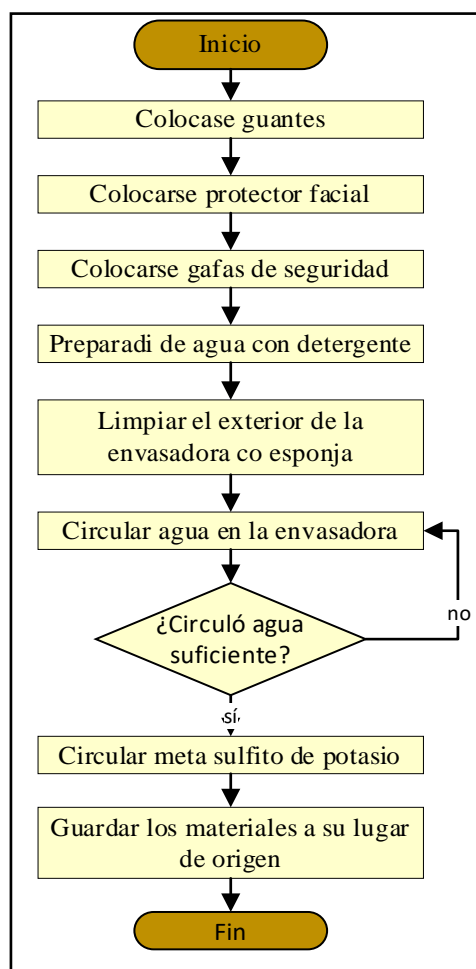 Inicio
Colocase guantes
Colocarse protector facial
Colocarse gafas de seguridad
Preparadi de agua con detergente
Limpiar el exterior de la
envasadora co esponja
Circular agua en la envasadora
¿Circuló agua
suficiente?
no
sí
Circular meta sulfito de potasio
Guardar los materiales a su lugar
de origen
Fin